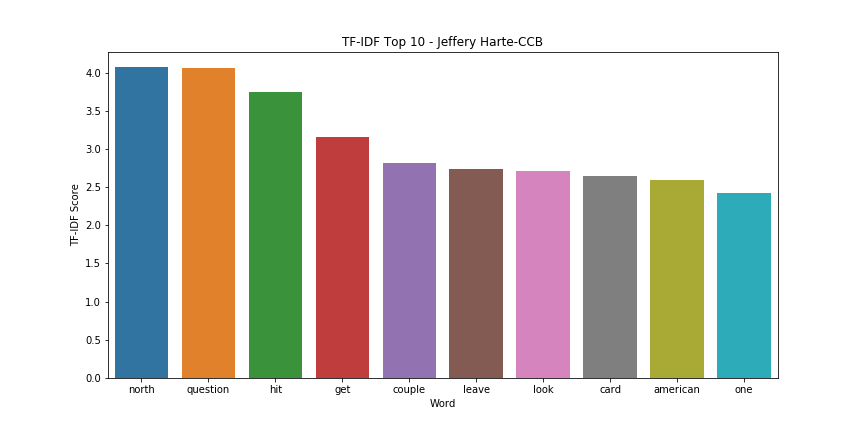 TF-IDF Top 10 - Jeffery Harte-CCB
4.0
3.5
3.0
2.5
2.0
1.5
1.0
0.5
0.0
TF-IDF Score
north question hit get couple leave look card american one
Word